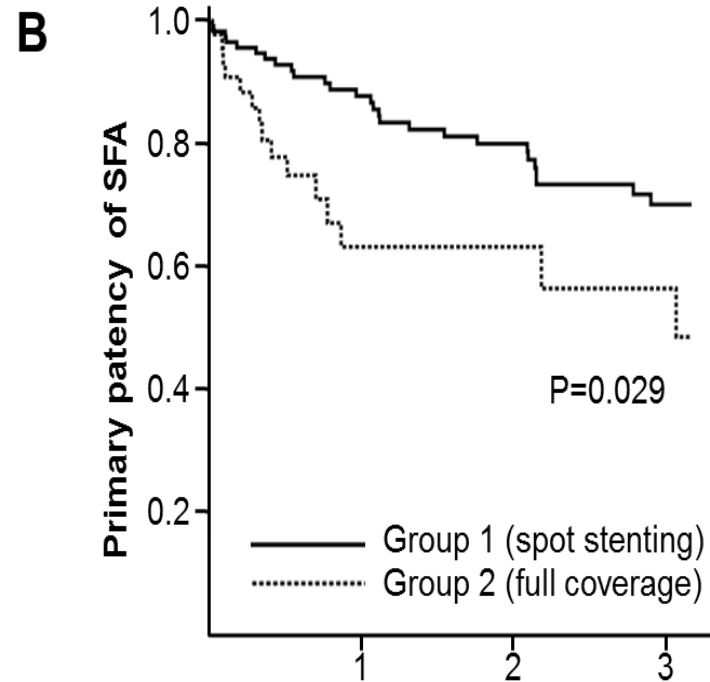 B
Primary patency of SFA
1.0
0.8
0.6
0.4
0.2
P=0.029
Group 1 (spot stenting)
Group 2 (full coverage)
1
2
3